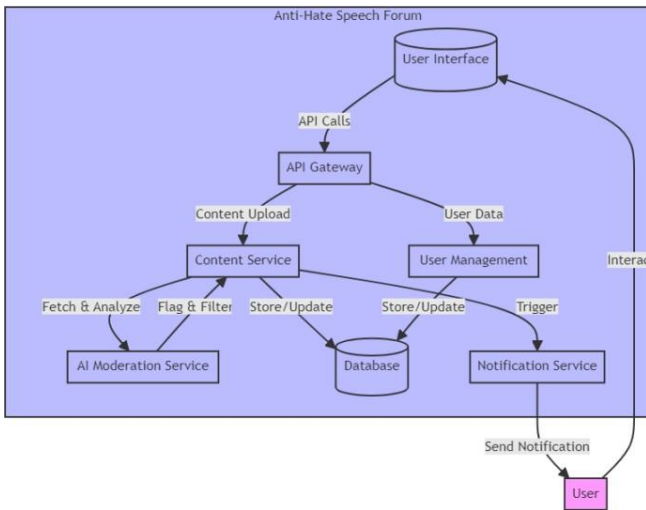 Anti-Hate Speech Forum
User Interface
API Calls
API Gateway
Content Upload
User Data
Content Service
User Management
Interac
Fetch & Analyze
Flag & Filter
Store/Update
Store/Update
Trigger
AI Moderation Service
Database
Notification Service
Send Notification
User